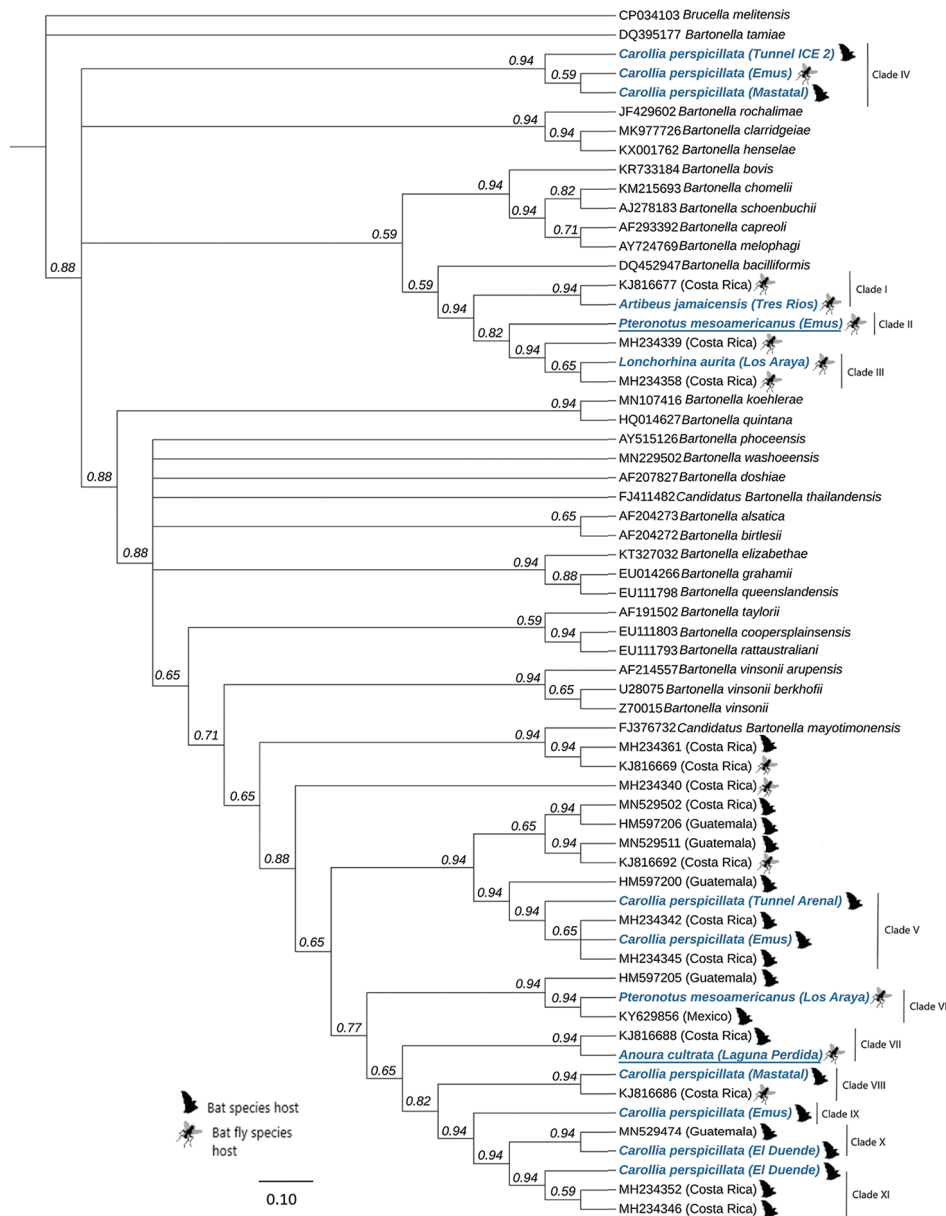 CP034103 Brucella melitensis
DQ395177 Bartonella tamiae
0.94
Carollia perspicillata (Tunnel ICE 2)
0.59
Carollia perspicillata (Emus)
Clade IV
Carollia perspicillata (Mastatal)
JF429602 Bartonella rochalimae
0.94
0.94
MK977726 Bartonella clarridgeiae
KX001762 Bartonella henselae
KR733184 Bartonella bovis
0.94
0.82
KM215693 Bartonella chomelii
0.94
AJ278183 Bartonella schoenbuchii
0.59
0.71
AF293392 Bartonella capreoli
AY724769 Bartonella melophagi
0.88
DQ452947 Bartonella bacilliformis
0.59
0.94
KJ816677 (Costa Rica)
Clade I
0.94
Artibeus jamaicensis (Tres Rios)
0.82
Pteronotus mesoamericanus (Emus)
Clade II
0.94
MH234339 (Costa Rica)
0.65
Lonchorhina aurita (Los Araya)
Clade III
MH234358 (Costa Rica)
0.94
MN107416 Bartonella koehlerae
HQ014627 Bartonella quintana
AY515126 Bartonella phoceensis
MN229502 Bartonella washoeensis
0.88
AF207827 Bartonella doshiae
FJ411482 Candidatus Bartonella thailandensis
0.65
AF204273 Bartonella alsatica
AF204272 Bartonella birtlesii
0.88
0.94
KT327032 Bartonella elizabethae
0.88
EU014266 Bartonella grahamii
EU111798 Bartonella queenslandensis
AF191502 Bartonella taylorii
0.59
0.94
EU111803 Bartonella coopersplainsensis
EU111793 Bartonella rattaustraliani
0.65
0.94
AF214557 Bartonella vinsonii arupensis
0.65
U28075 Bartonella vinsonii berkhofii
Z70015 Bartonella vinsonii
0.71
FJ376732 Candidatus Bartonella mayotimonensis
0.94
0.94
MH234361 (Costa Rica)
KJ816669 (Costa Rica)
0.65
MH234340 (Costa Rica)
0.94
MN529502 (Costa Rica)
0.65
HM597206 (Guatemala)
0.94
MN529511 (Guatemala)
0.88
0.94
KJ816692 (Costa Rica)
HM597200 (Guatemala)
0.94
Carollia perspicillata (Tunnel Arenal)
0.94
MH234342 (Costa Rica)
Clade V
0.65
Carollia perspicillata (Emus)
0.65
MH234345 (Costa Rica)
0.94
HM597205 (Guatemala)
0.94
Pteronotus mesoamericanus (Los Araya)
Clade VI
KY629856 (Mexico)
0.77
0.94
KJ816688 (Costa Rica)
Clade VII
Anoura cultrata (Laguna Perdida)
0.65
0.94
Carollia perspicillata (Mastatal)
Clade VIII
KJ816686 (Costa Rica)
0.82
Carollia perspicillata (Emus)
Clade IX
0.94
0.94
MN529474 (Guatemala)
Clade X
0.94
Carollia perspicillata (El Duende)
0.94
Carollia perspicillata (El Duende)
0.59
MH234352 (Costa Rica)
Clade XI
MH234346 (Costa Rica)
Bat species host
Bat fly species
host
0.10